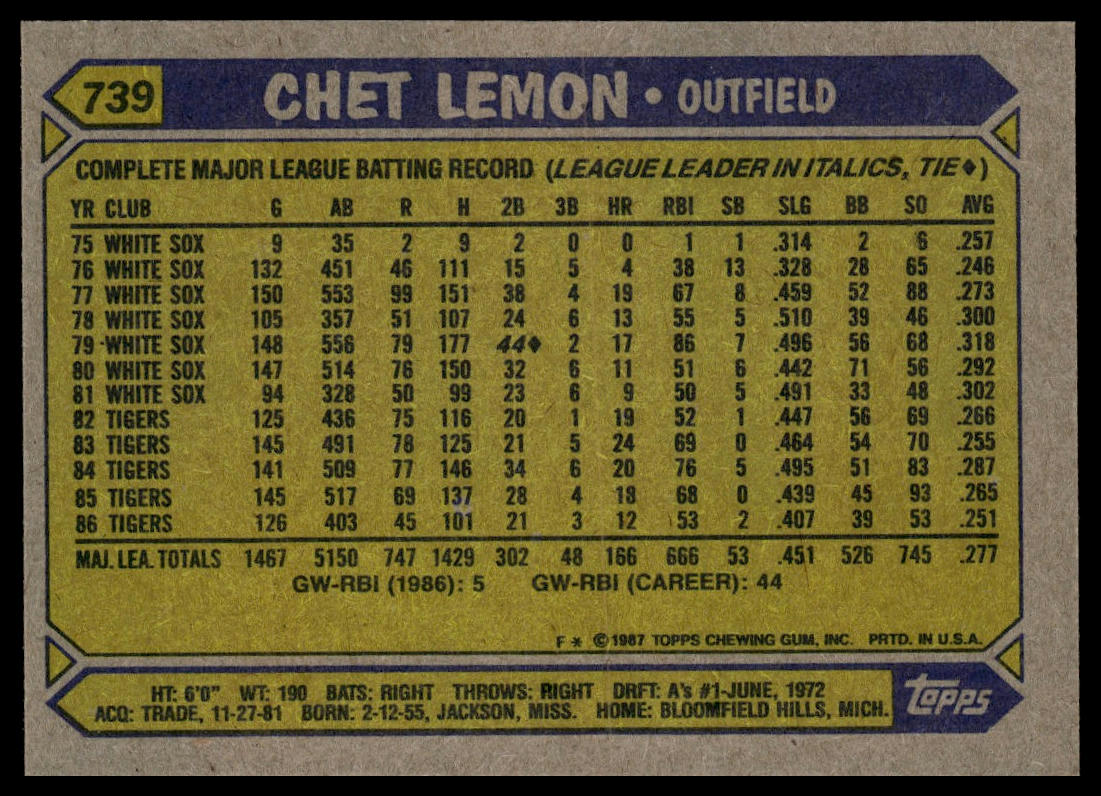 739 CHET LEMON • OUTFIELD
COMPLETE MAJOR LEAGUE BATTING RECORD (LEAGUE LEADER IN ITALICS, TIE♦)
YR CLUB G AB R H 2B 3B HR RBI SB SLG BB SO AVG
75 WHITE SOX 9 35 2 9 2 0 0 1 1 .314 2 6 .257
76 WHITE SOX 132 451 46 111 15 5 4 38 13 .328 28 65 .246
77 WHITE SOX 150 553 99 151 38 4 19 67 8 .459 52 88 .273
78 WHITE SOX 105 357 51 107 24 6 13 55 5 .510 39 46 .300
79 WHITE SOX 148 556 79 177 44♦ 2 17 86 7 .496 56 68 .318
80 WHITE SOX 147 514 76 150 32 6 11 51 6 .442 71 56 .292
81 WHITE SOX 94 328 50 99 23 6 9 50 5 .491 33 48 .302
82 TIGERS 125 436 75 116 20 1 19 52 1 .447 56 69 .266
83 TIGERS 145 491 78 125 21 5 24 69 0 .464 54 70 .255
84 TIGERS 141 509 77 146 34 6 20 76 5 .495 51 83 .287
85 TIGERS 145 517 69 137 28 4 18 68 0 .439 45 93 .265
86 TIGERS 126 403 45 101 21 3 12 53 2 .407 39 53 .251
MAJ. LEA. TOTALS 1467 5150 747 1429 302 48 166 666 53 .451 526 745 .277
GW-RBI (1986): 5 GW-RBI (CAREER): 44
F * ©1987 TOPPS CHEWING GUM, INC. PRTD. IN U.S.A.
HT: 6'0" WT: 190 BATS: RIGHT THROWS: RIGHT DRFT: A's #1-JUNE, 1972
ACQ: TRADE, 11-27-81 BORN: 2-12-55, JACKSON, MISS. HOME: BLOOMFIELD HILLS, MICH.
topps